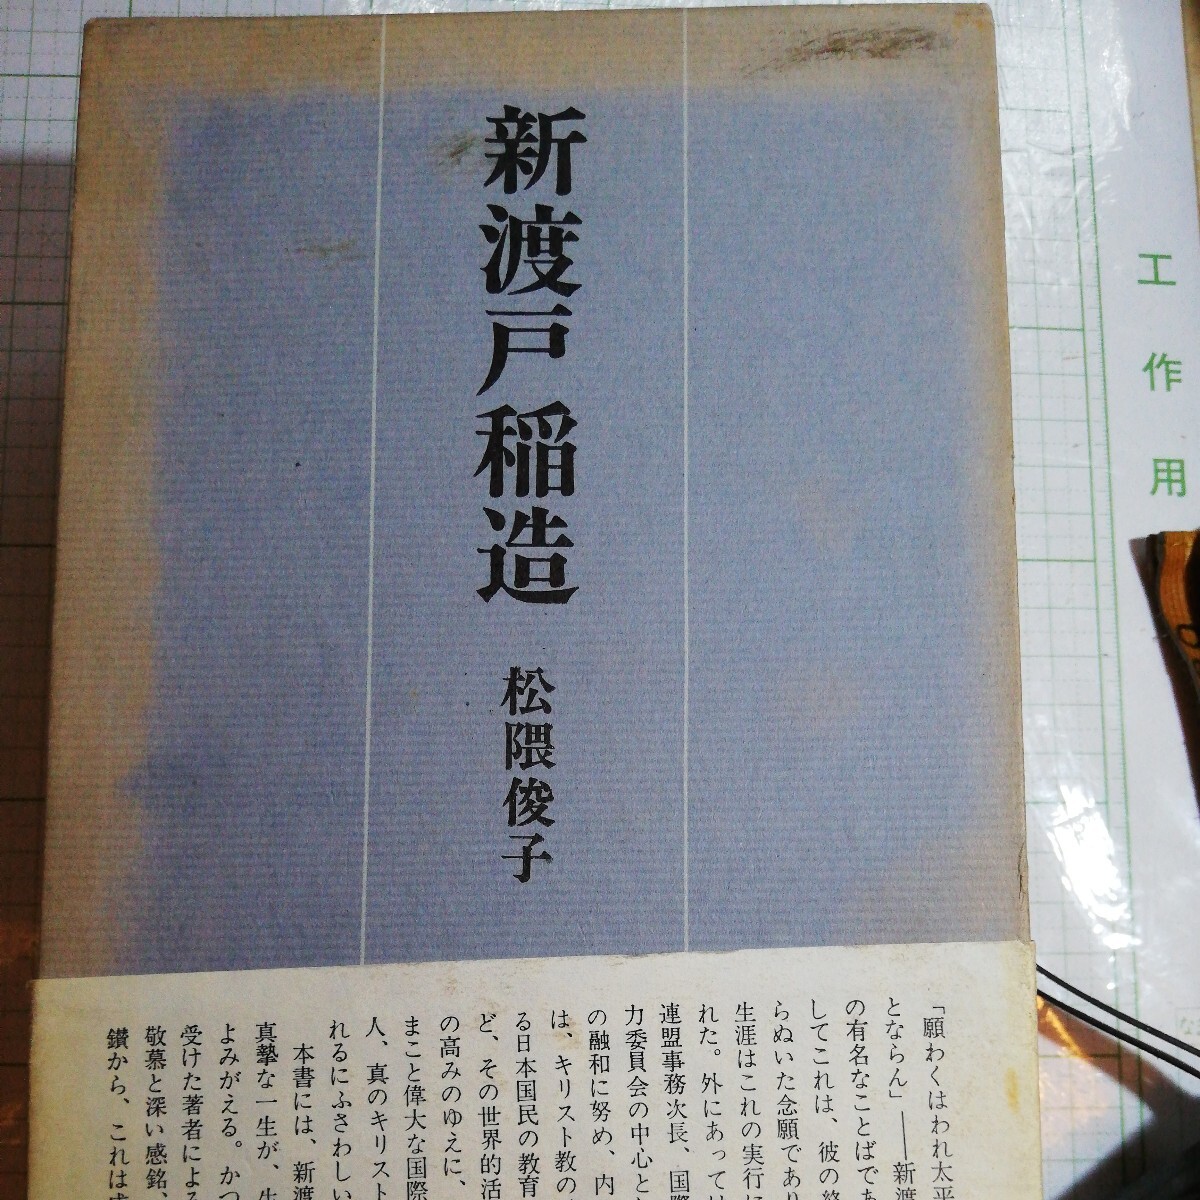 新渡戸稲造
松隈俊子
「願わくはわれ太平
とならん」――新渡
の有名なことばであ
してこれは、彼の終
らぬいた念願であり
生涯はこれの実行に
れた。外にあっては
連盟事務次長、国際
力委員会の中心とし
の融和に努め、内
は、キリスト教の
る日本国民の教育
ど、その世界的活
の高みのゆえに、
まこと偉大な国際
人、真のキリスト
れるにふさわしい
本書には、新渡
真摯な一生が、生
よみがえる。かつ
受けた著者による
敬慕と深い感銘、
鑽から、これは
工作用